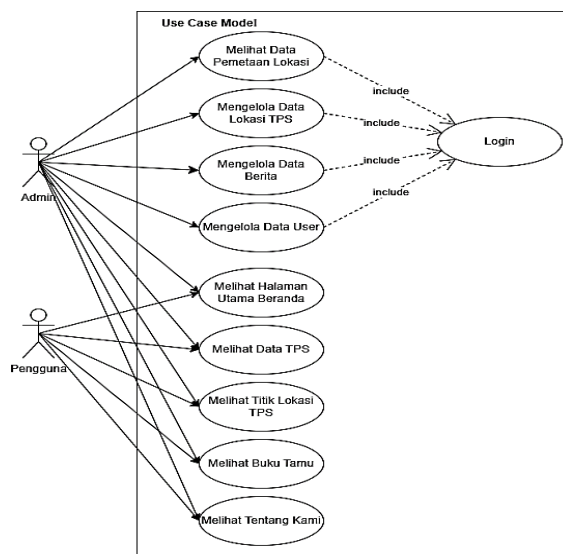 Use Case Model
Melihat Data
Pemetaan Lokasi
include
Mengelola Data
Lokasi TPS
include
Login
Mengelola Data
Berita
include
Admin
Mengelola Data User
include
Melihat Halaman
Utama Beranda
Melihat Data TPS
Pengguna
Melihat Titik Lokasi
TPS
Melihat Buku Tamu
Melihat Tentang Kami